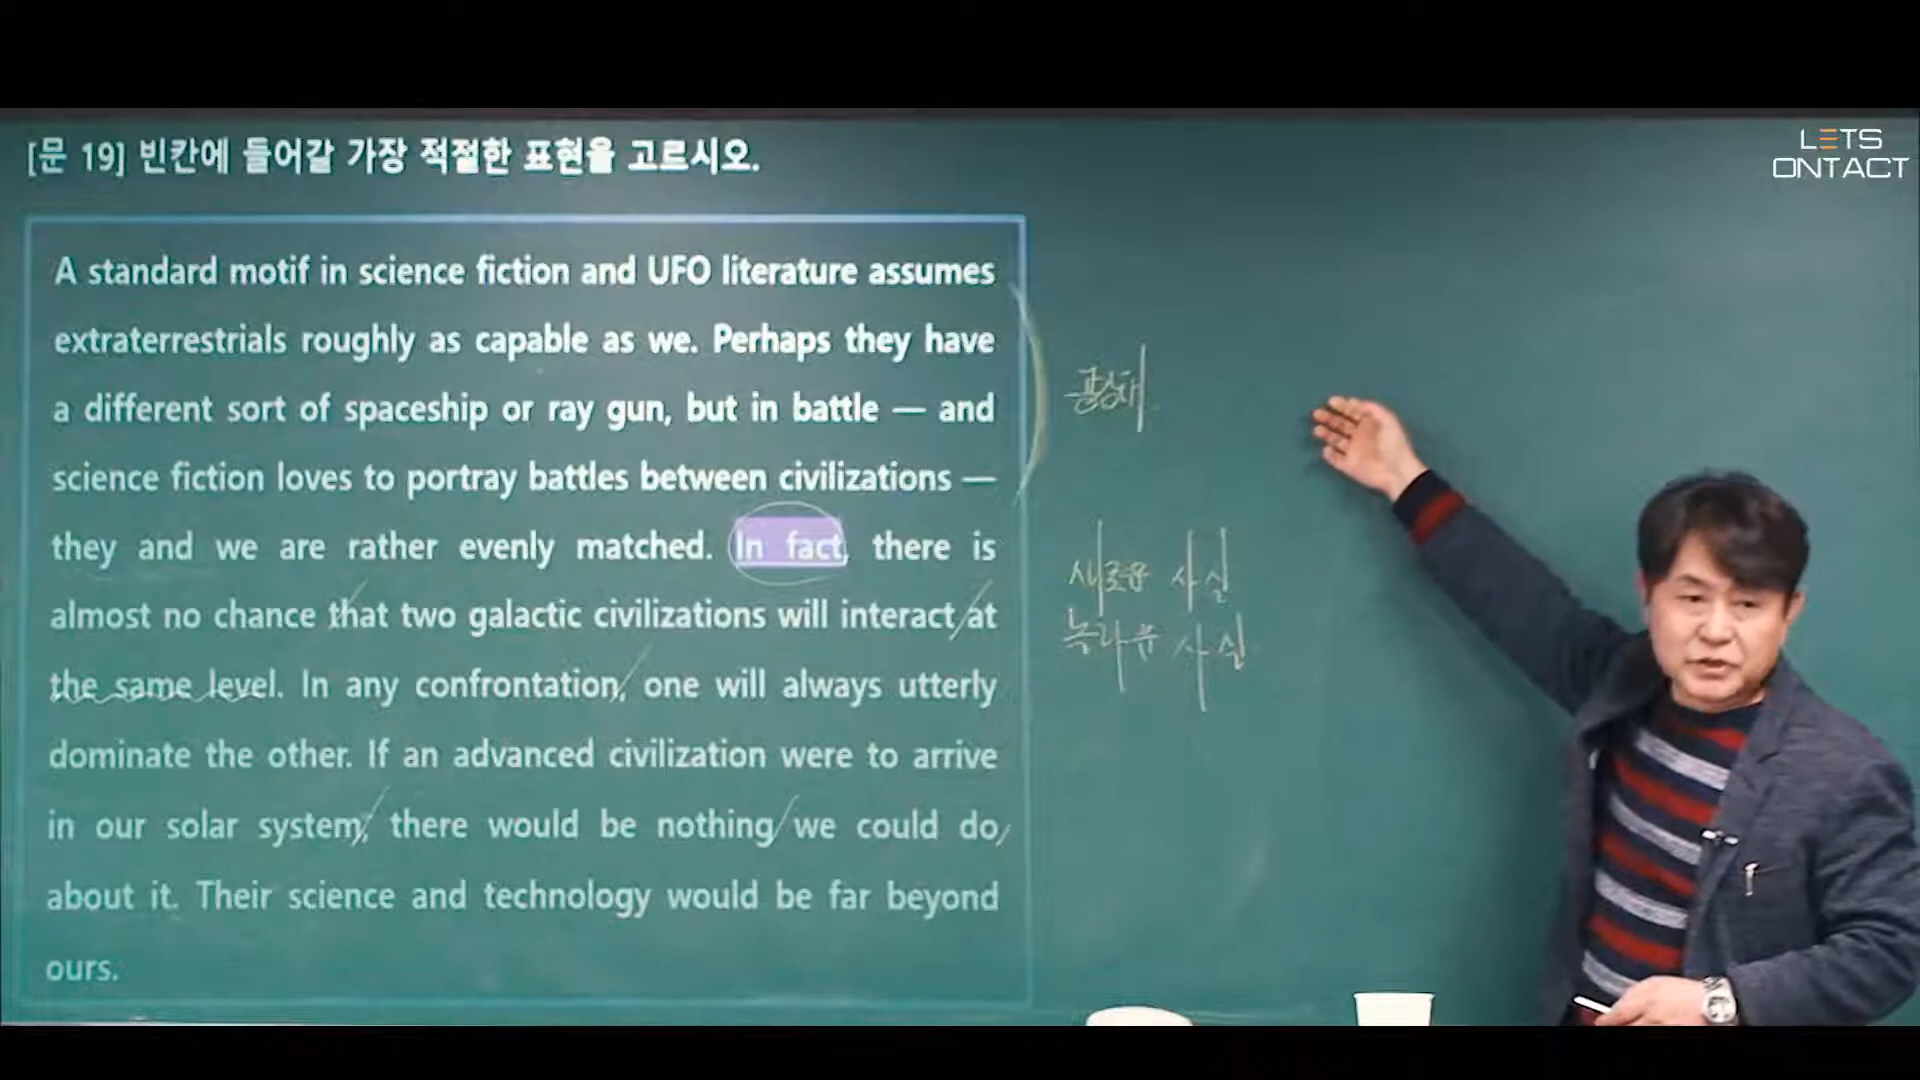 LETS
ONTACT
[문 19] 빈칸에 들어갈 가장 적절한 표현을 고르시오.
A standard motif in science fiction and UFO literature assumes
extraterrestrials roughly as capable as we. Perhaps they have
a different sort of spaceship or ray gun, but in battle — and
science fiction loves to portray battles between civilizations —
they and we are rather evenly matched. In fact, there is
almost no chance that two galactic civilizations will interact at
the same level. In any confrontation, one will always utterly
dominate the other. If an advanced civilization were to arrive
in our solar system, there would be nothing we could do
about it. Their science and technology would be far beyond
ours.
새로운 사실
놀라운 사실